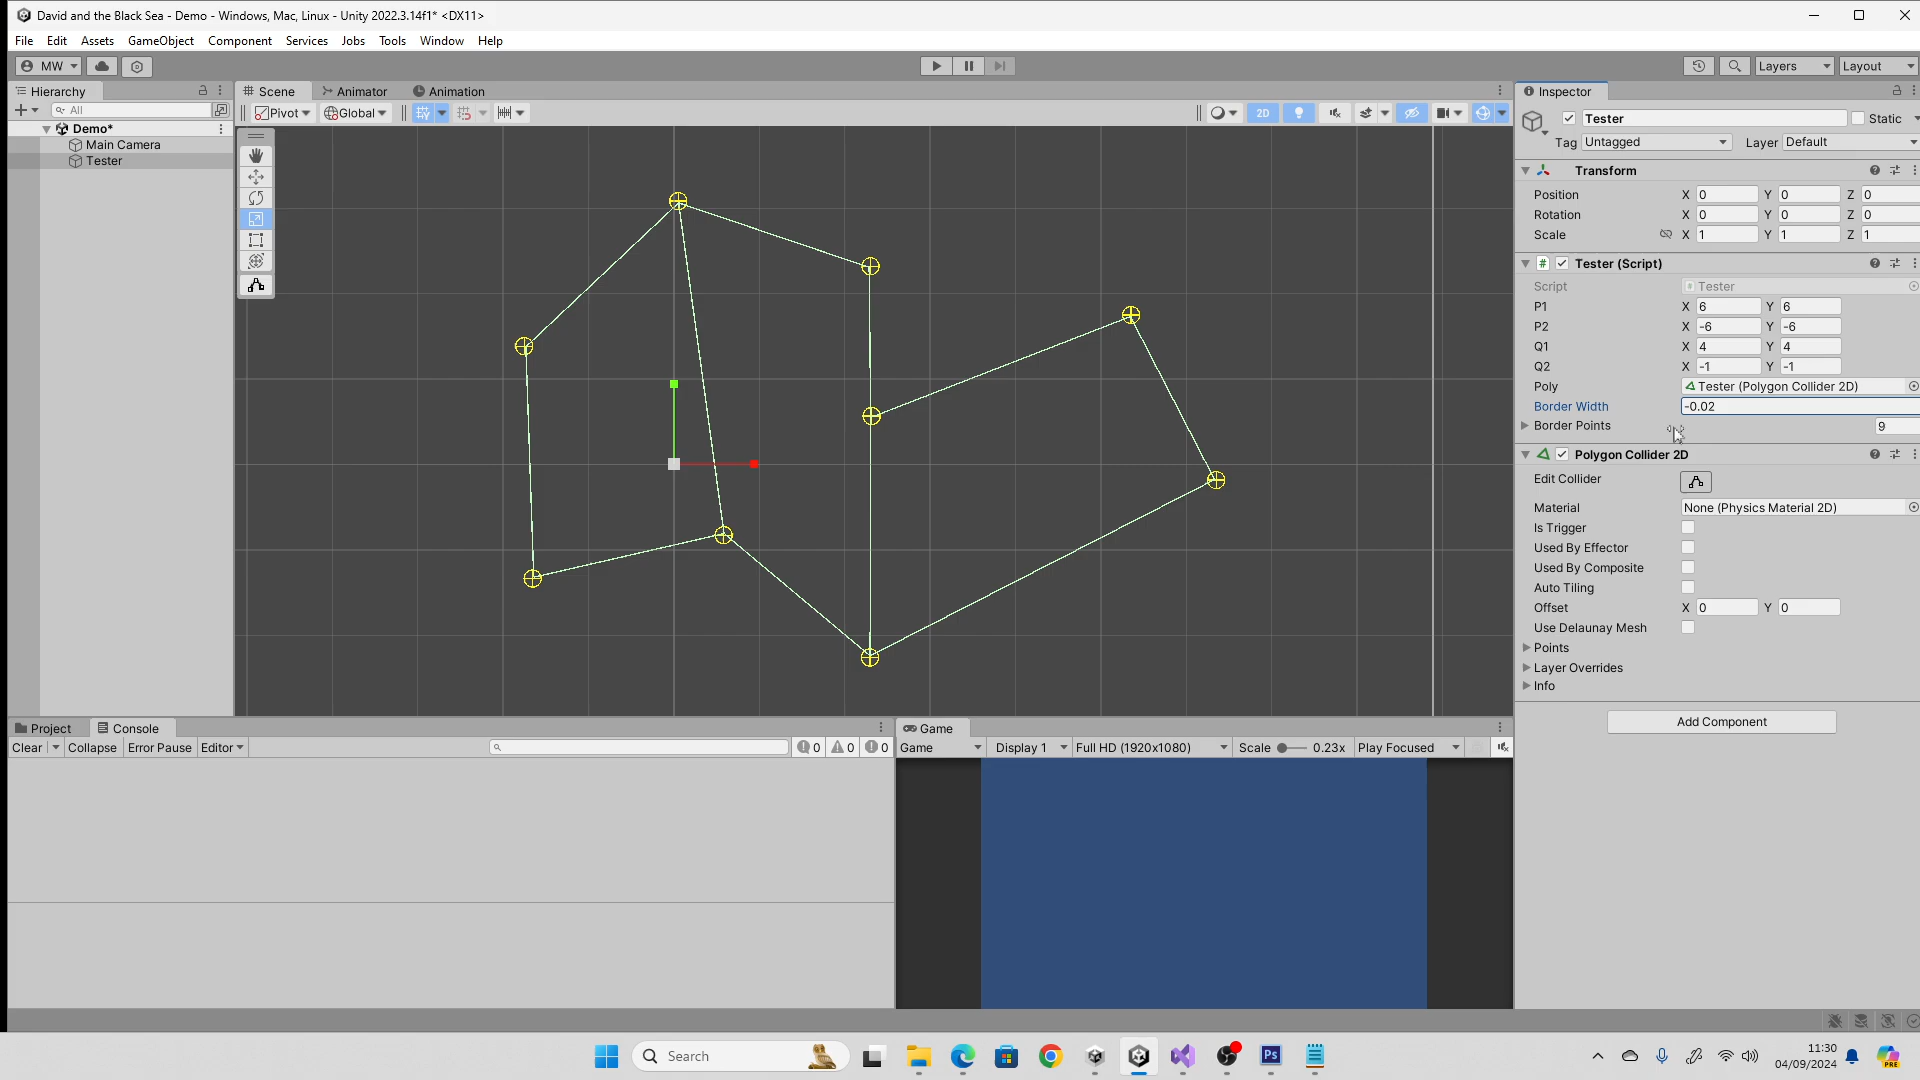 David and the Black Sea - Demo - Windows, Mac, Linux - Unity 2022.3.14f1* <DX11>
File Edit Assets GameObject Component Services Jobs Tools Window Help
MW Layers Layout
Hierarchy
All
Demo*
Main Camera
Tester
Scene Animator Animation
Pivot Global 2D
Inspector
Tester Static
Tag Untagged Layer Default
Transform
Position X 0 Y 0 Z 0
Rotation X 0 Y 0 Z 0
Scale X 1 Y 1 Z 1
# Tester (Script)
Script # Tester
P1 X 6 Y 6
P2 X -6 Y -6
Q1 X 4 Y 4
Q2 X -1 Y -1
Poly Tester (Polygon Collider 2D)
Border Width -0.02
Border Points 9
Polygon Collider 2D
Edit Collider
Material None (Physics Material 2D)
Is Trigger
Used By Effector
Used By Composite
Auto Tiling
Offset X 0 Y 0
Use Delaunay Mesh
Points
Layer Overrides
Info
Add Component
Project Console
Clear Collapse Error Pause Editor 0 0 0
Game
Game Display 1 Full HD (1920x1080) Scale 0.23x Play Focused
Search
Ps
PRE
11:30
04/09/2024